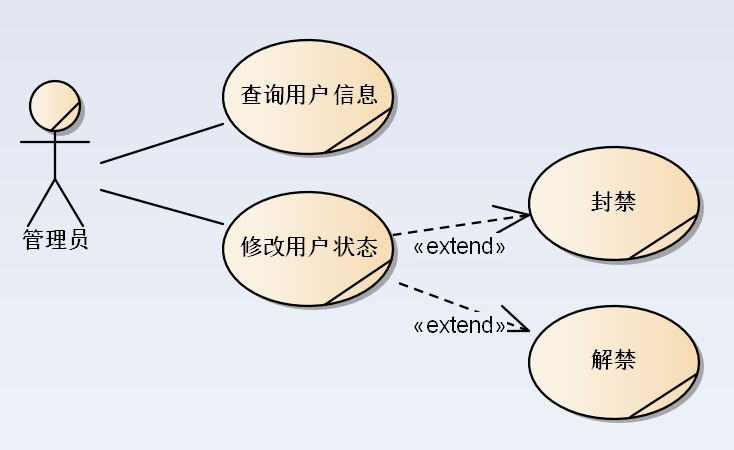 查询用户信息
管理员
修改用户状态
«extend»
封禁
«extend»
解禁